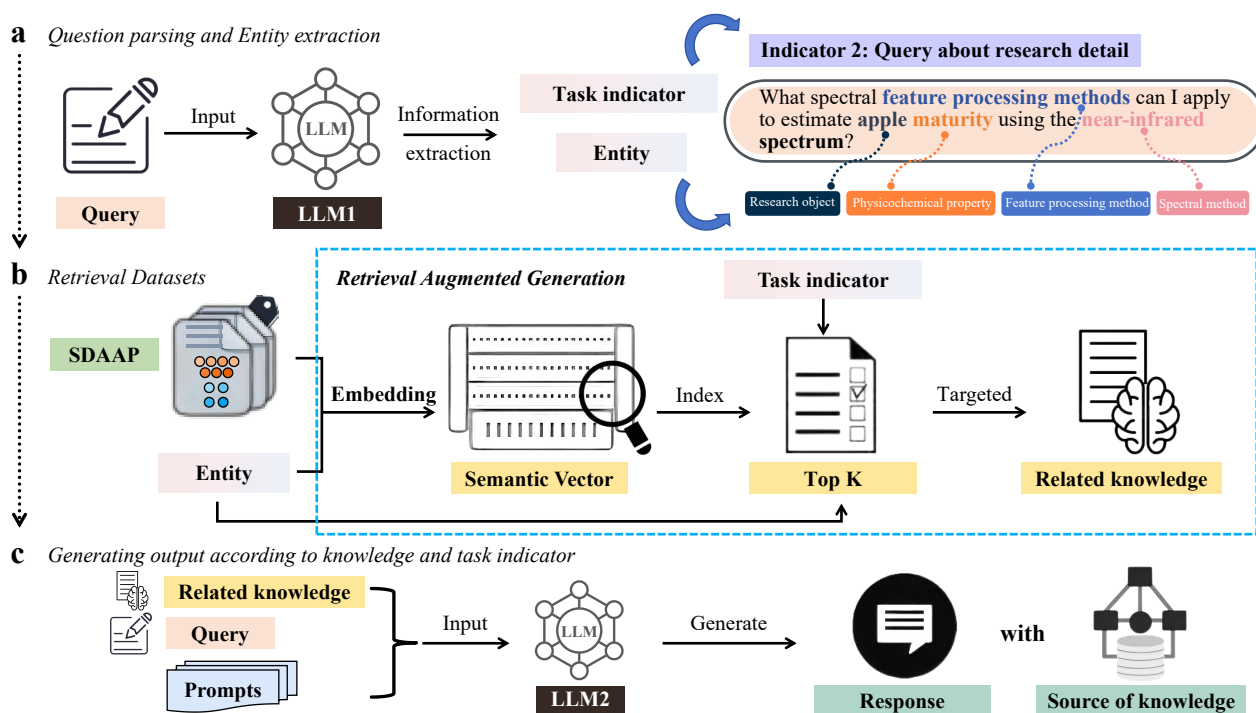 a Question parsing and Entity extraction
Input
LLM
Information
extraction
Query
LLM1
Task indicator
Entity
Indicator 2: Query about research detail
What spectral feature processing methods can I apply
to estimate apple maturity using the near-infrared
spectrum?
Research object
Physicochemical property
Feature processing method
Spectral method
b Retrieval Datasets
Retrieval Augmented Generation
Task indicator
SDAAP
Embedding
Index
Targeted
Entity
Semantic Vector
Top K
Related knowledge
c Generating output according to knowledge and task indicator
Related knowledge
Query
Prompts
Input
LLM
Generate
with
LLM2
Response
Source of knowledge